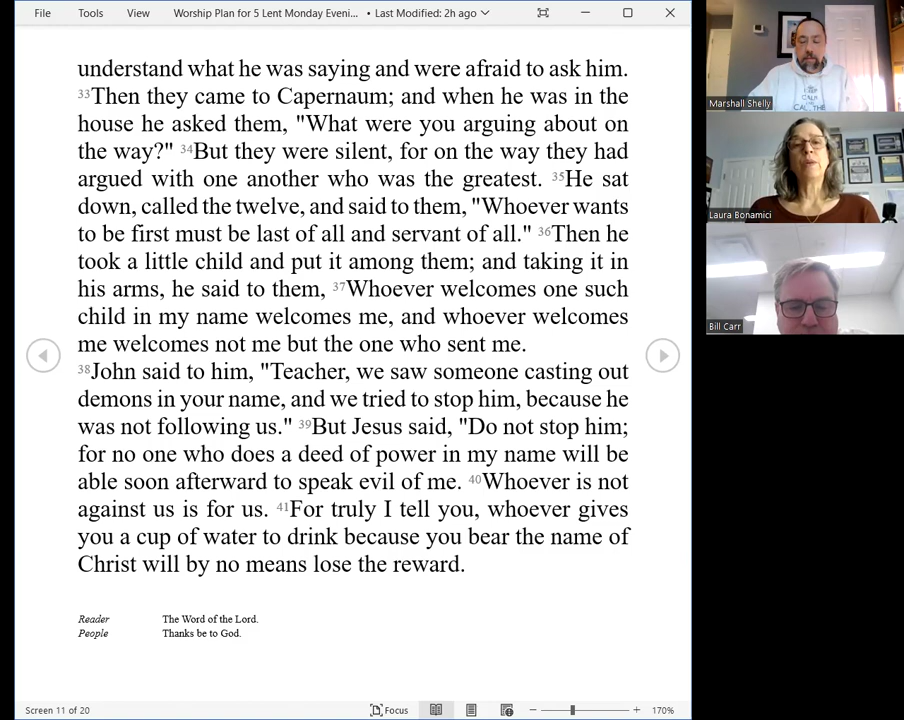 File Tools View Worship Plan for 5 Lent Monday Eveni... • Last Modified: 2h ago
understand what he was saying and were afraid to ask him.
33Then they came to Capernaum; and when he was in the
house he asked them, "What were you arguing about on
the way?" 34But they were silent, for on the way they had
argued with one another who was the greatest. 35He sat
down, called the twelve, and said to them, "Whoever wants
to be first must be last of all and servant of all." 36Then he
took a little child and put it among them; and taking it in
his arms, he said to them, 37Whoever welcomes one such
child in my name welcomes me, and whoever welcomes
me welcomes not me but the one who sent me.
38John said to him, "Teacher, we saw someone casting out
demons in your name, and we tried to stop him, because he
was not following us." 39But Jesus said, "Do not stop him;
for no one who does a deed of power in my name will be
able soon afterward to speak evil of me. 40Whoever is not
against us is for us. 41For truly I tell you, whoever gives
you a cup of water to drink because you bear the name of
Christ will by no means lose the reward.
Reader The Word of the Lord.
People Thanks be to God.
Screen 11 of 20 Focus 170%
CALM
CALL THE
Marshall Shelly
Laura Bonamici
Bill Carr